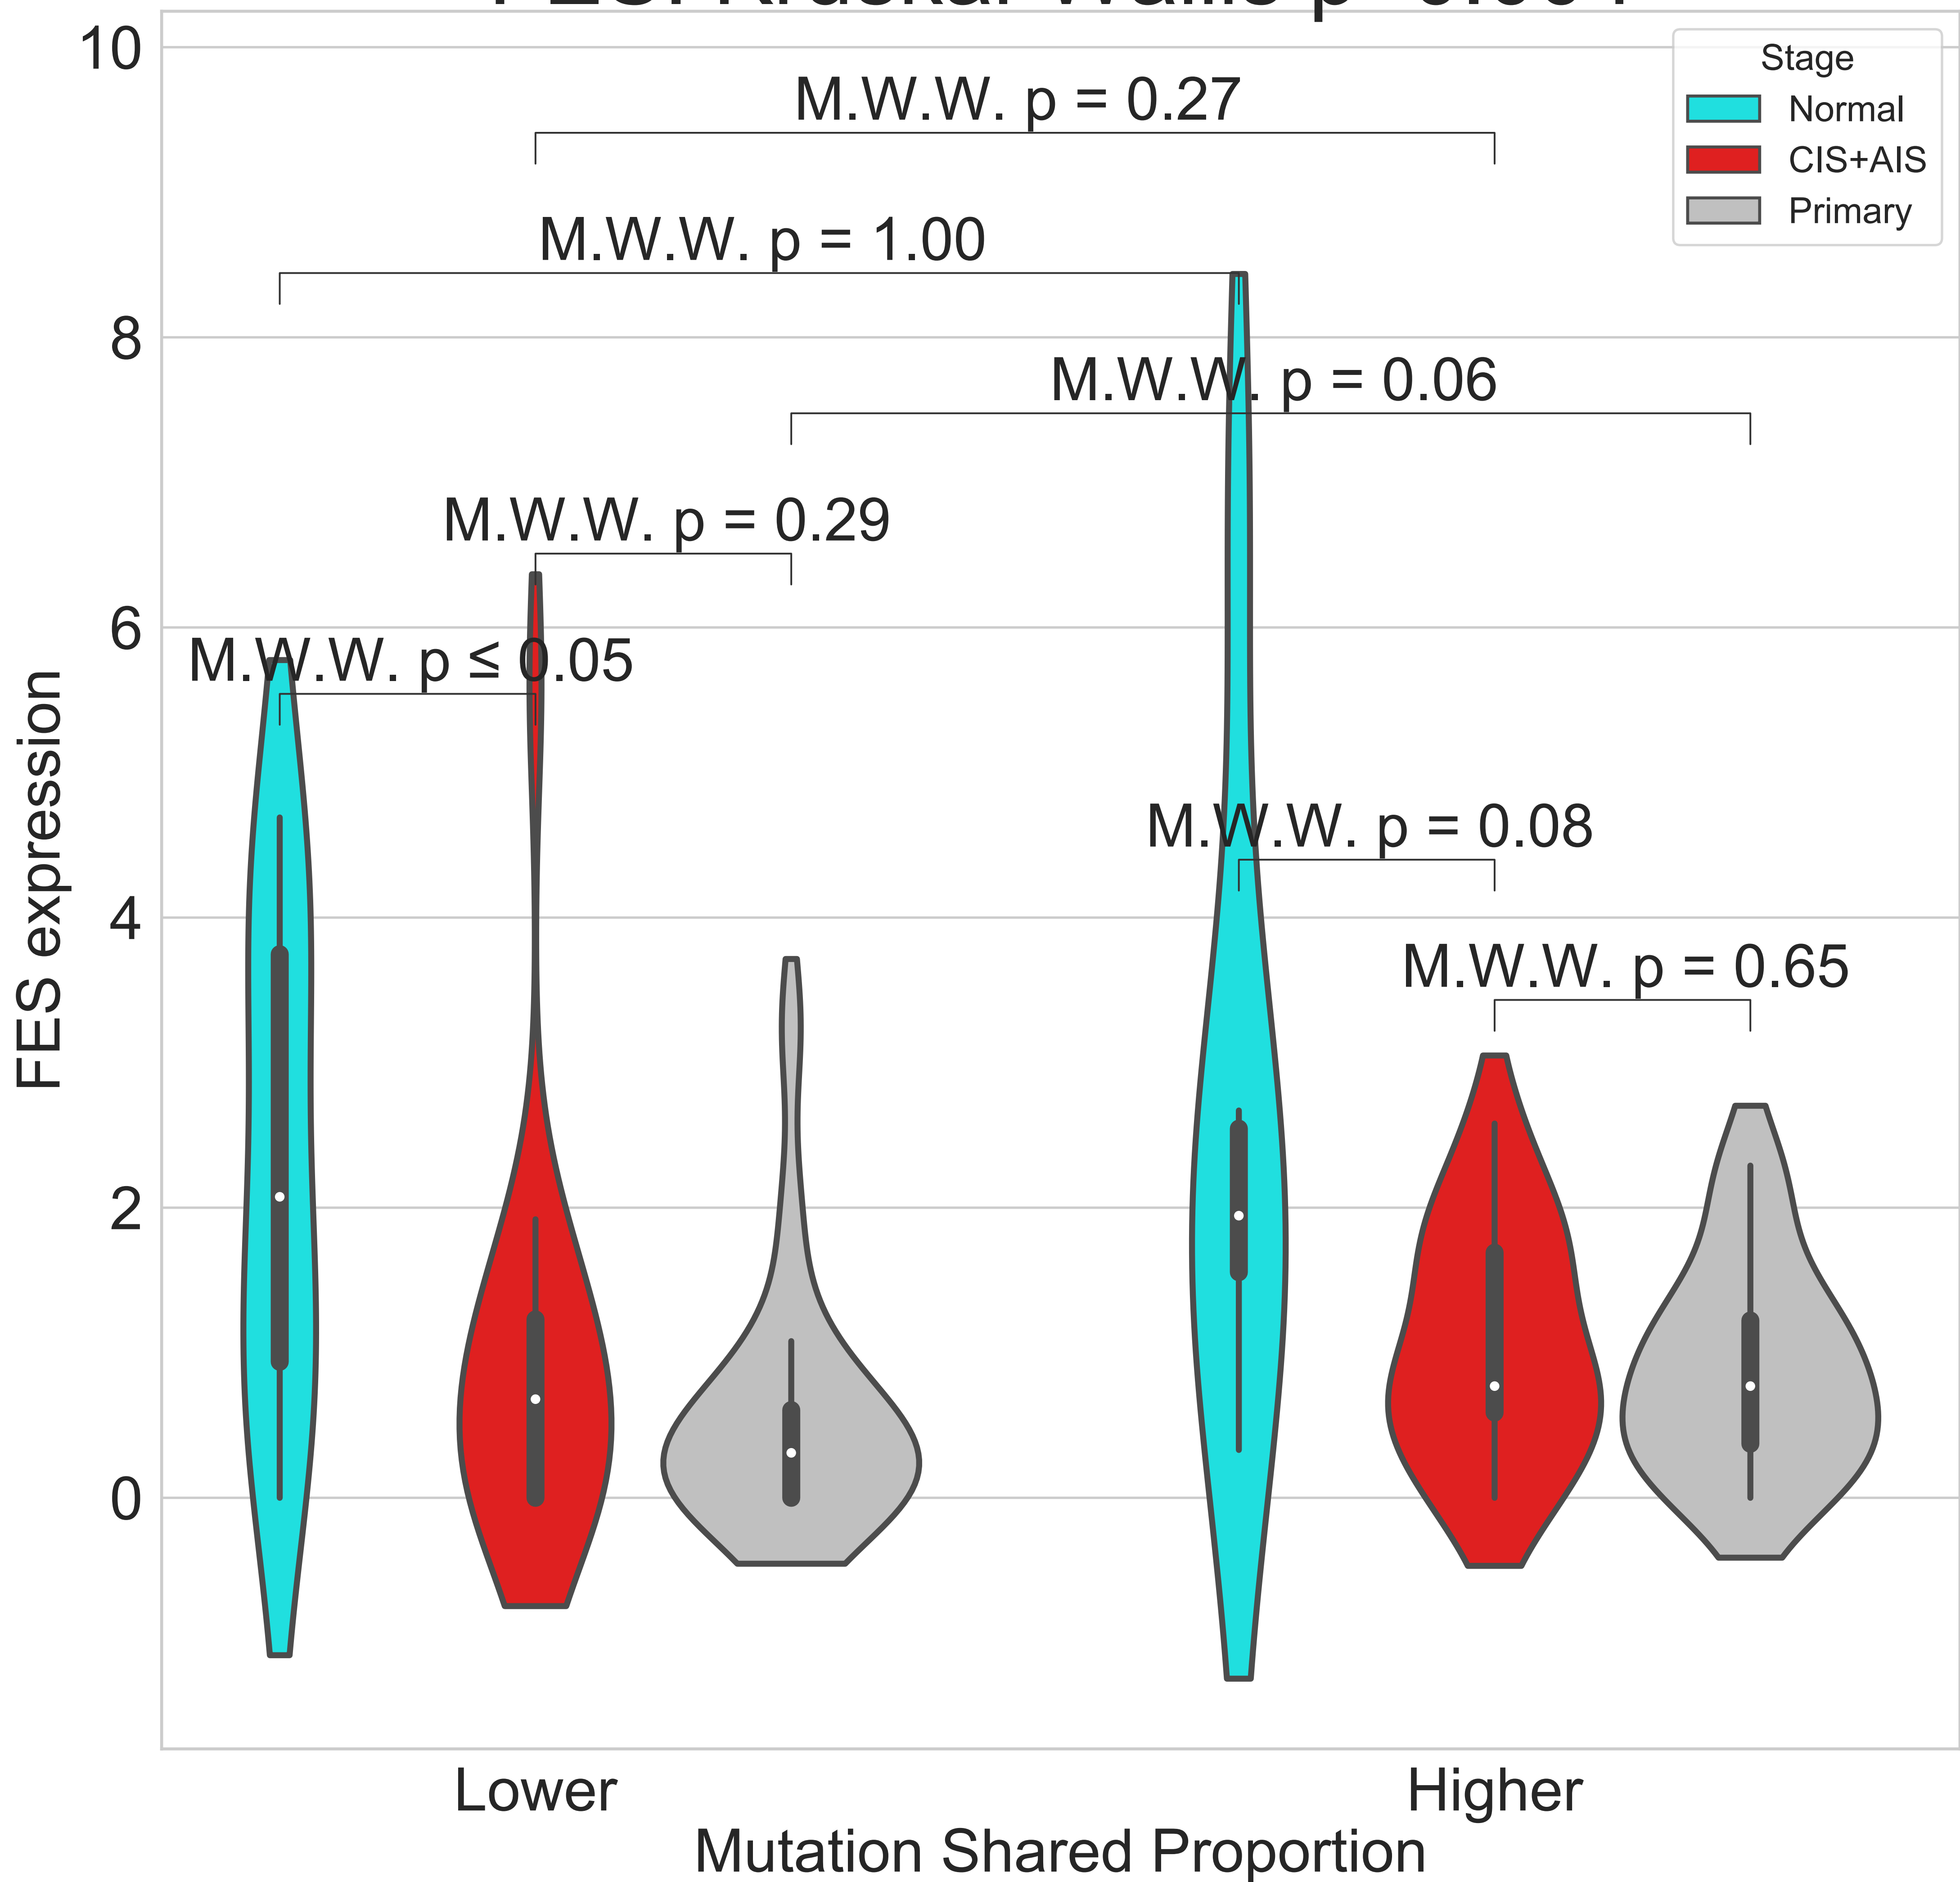 10
8
6
4
2
0
FES expression
M.W.W. p = 0.27
M.W.W. p = 1.00
M.W.W. p = 0.06
M.W.W. p = 0.29
M.W.W. p ≤ 0.05
M.W.W. p = 0.08
M.W.W. p = 0.65
Stage
Normal
CIS+AIS
Primary
Lower
Higher
Mutation Shared Proportion